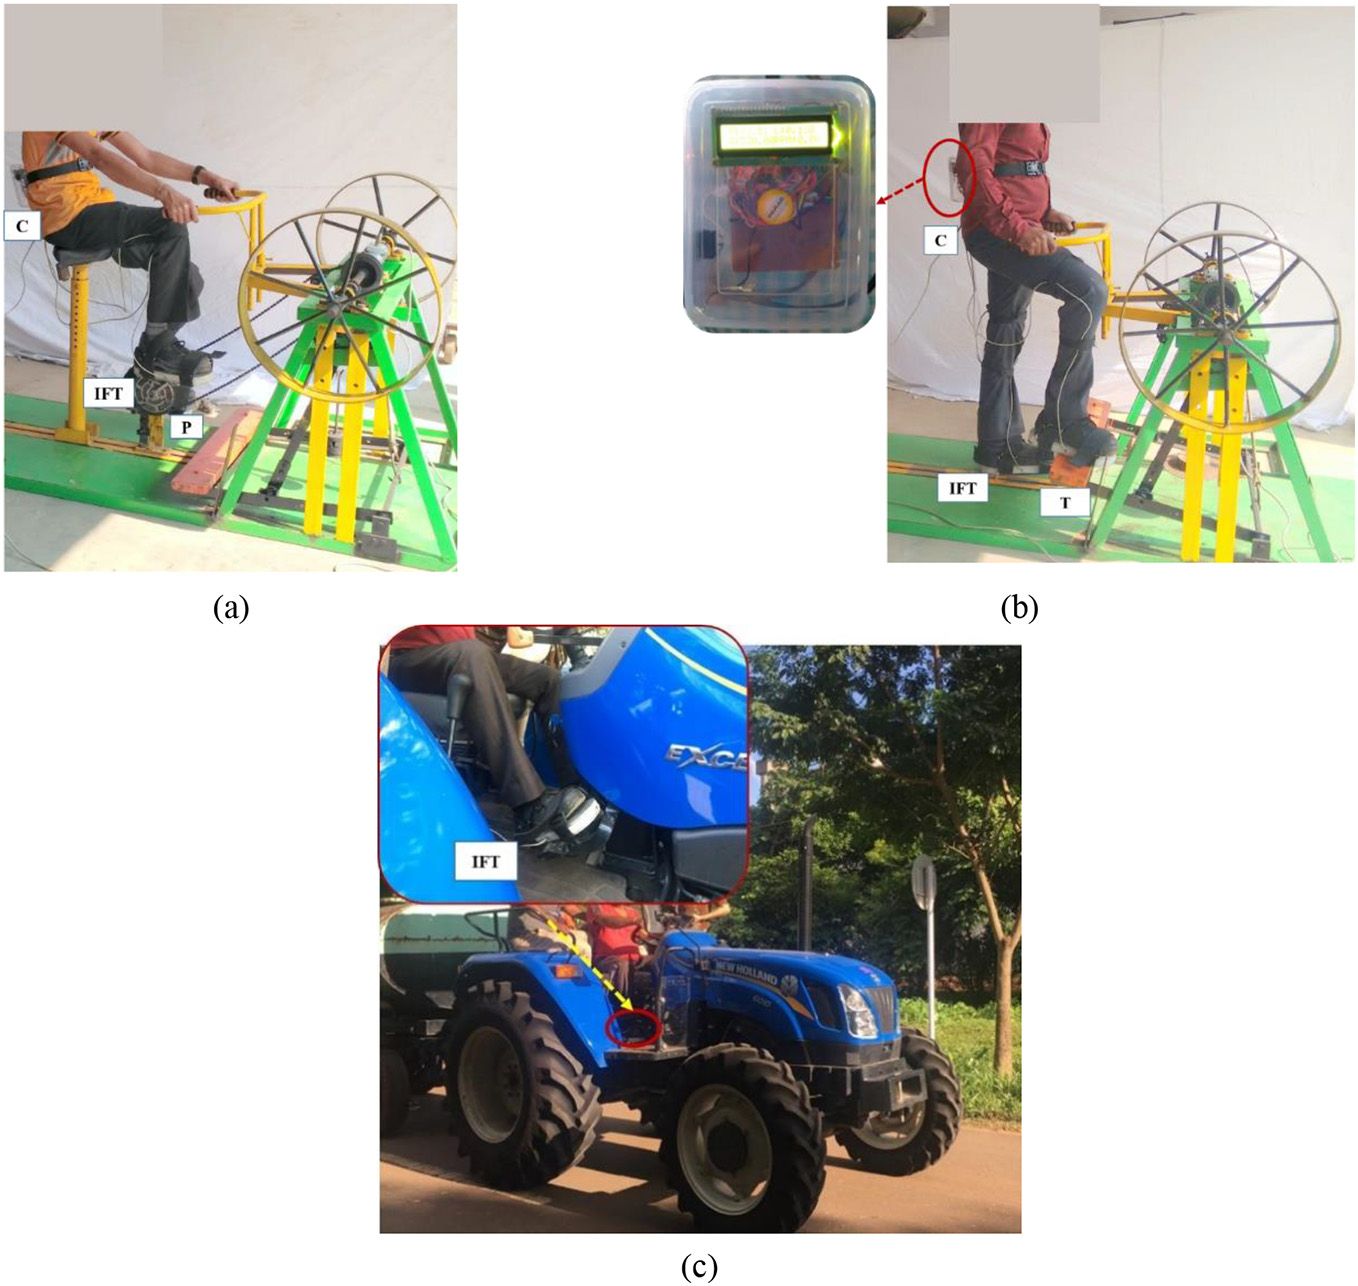 C
IFT
P
(a)
C
IFT
T
(b)
EXCE
IFT
NEW HOLLAND
(c)